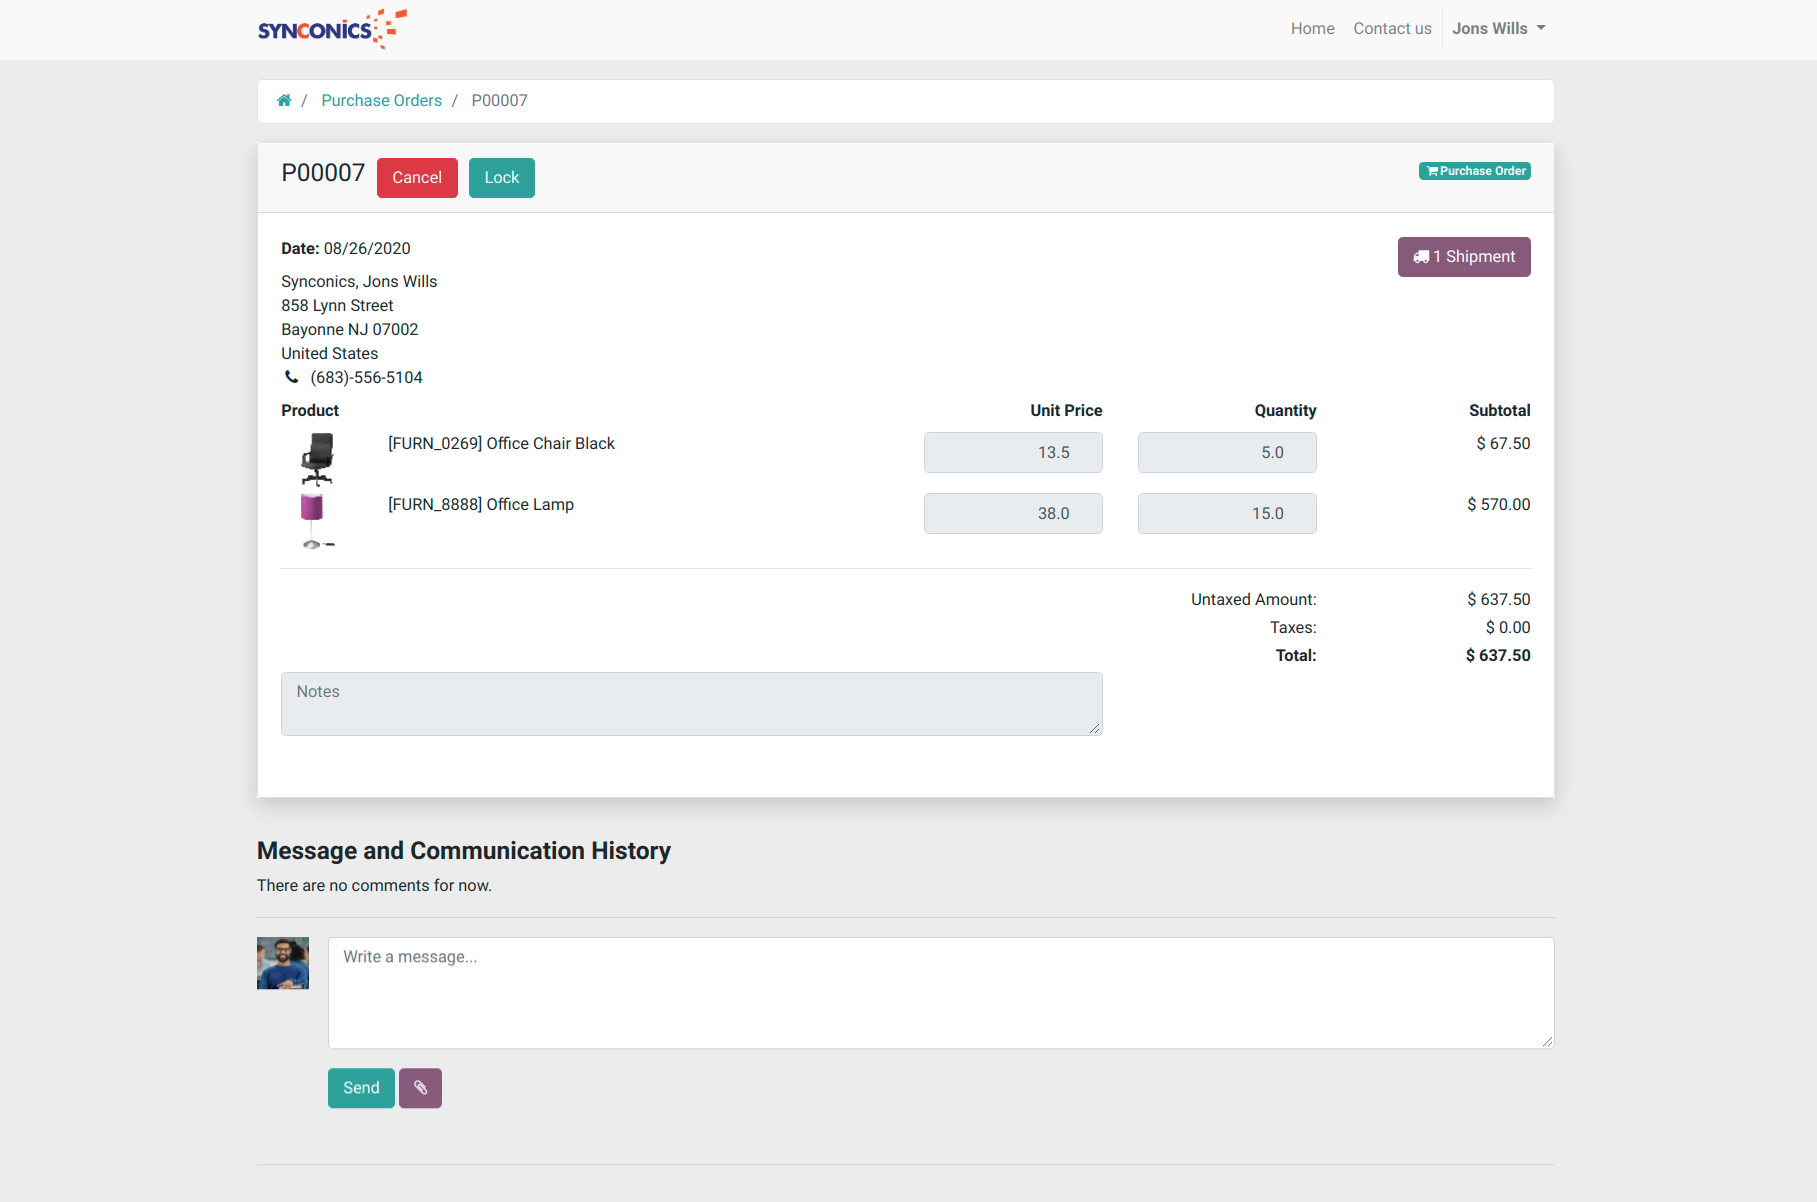 SYNCONICS
Home Contact us Jons Wills
/ Purchase Orders / P00007
P00007 Cancel Lock Purchase Order
Date: 08/26/2020
1 Shipment
Synconics, Jons Wills
858 Lynn Street
Bayonne NJ 07002
United States
(683)-556-5104
Product Unit Price Quantity Subtotal
[FURN_0269] Office Chair Black 13.5 5.0 $ 67.50
[FURN_8888] Office Lamp 38.0 15.0 $ 570.00
Untaxed Amount: $ 637.50
Taxes: $ 0.00
Total: $ 637.50
Notes
Message and Communication History
There are no comments for now.
Write a message...
Send